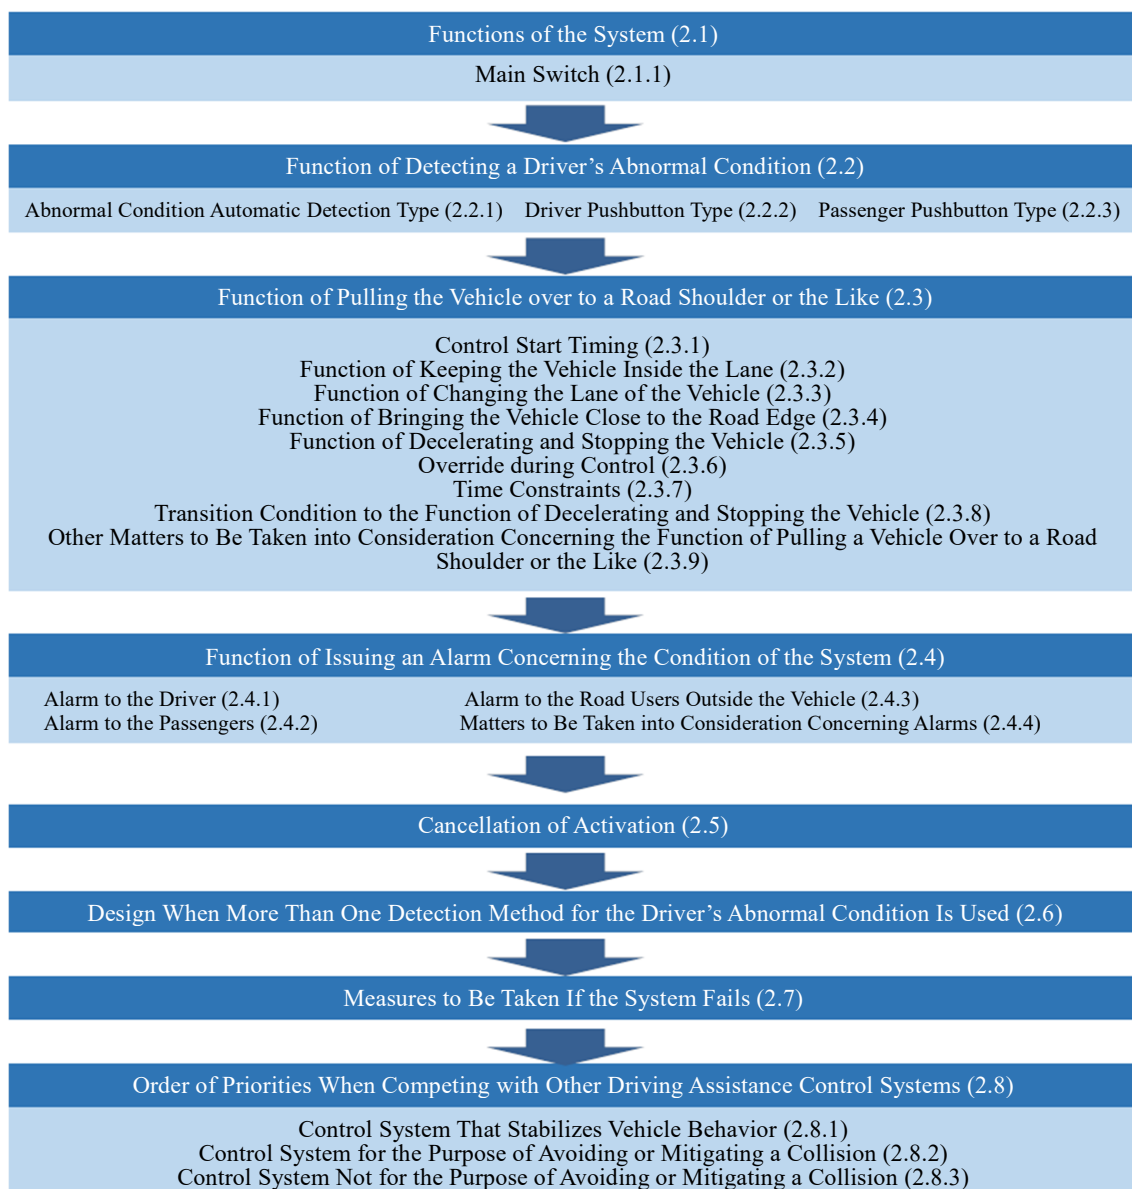 Functions of the System (2.1)
Main Switch (2.1.1)
Function of Detecting a Driver’s Abnormal Condition (2.2)
Abnormal Condition Automatic Detection Type (2.2.1) Driver Pushbutton Type (2.2.2) Passenger Pushbutton Type (2.2.3)
Function of Pulling the Vehicle over to a Road Shoulder or the Like (2.3)
Control Start Timing (2.3.1)
Function of Keeping the Vehicle Inside the Lane (2.3.2)
Function of Changing the Lane of the Vehicle (2.3.3)
Function of Bringing the Vehicle Close to the Road Edge (2.3.4)
Function of Decelerating and Stopping the Vehicle (2.3.5)
Override during Control (2.3.6)
Time Constraints (2.3.7)
Transition Condition to the Function of Decelerating and Stopping the Vehicle (2.3.8)
Other Matters to Be Taken into Consideration Concerning the Function of Pulling a Vehicle Over to a Road
Shoulder or the Like (2.3.9)
Function of Issuing an Alarm Concerning the Condition of the System (2.4)
Alarm to the Driver (2.4.1) Alarm to the Road Users Outside the Vehicle (2.4.3)
Alarm to the Passengers (2.4.2) Matters to Be Taken into Consideration Concerning Alarms (2.4.4)
Cancellation of Activation (2.5)
Design When More Than One Detection Method for the Driver’s Abnormal Condition Is Used (2.6)
Measures to Be Taken If the System Fails (2.7)
Order of Priorities When Competing with Other Driving Assistance Control Systems (2.8)
Control System That Stabilizes Vehicle Behavior (2.8.1)
Control System for the Purpose of Avoiding or Mitigating a Collision (2.8.2)
Control System Not for the Purpose of Avoiding or Mitigating a Collision (2.8.3)